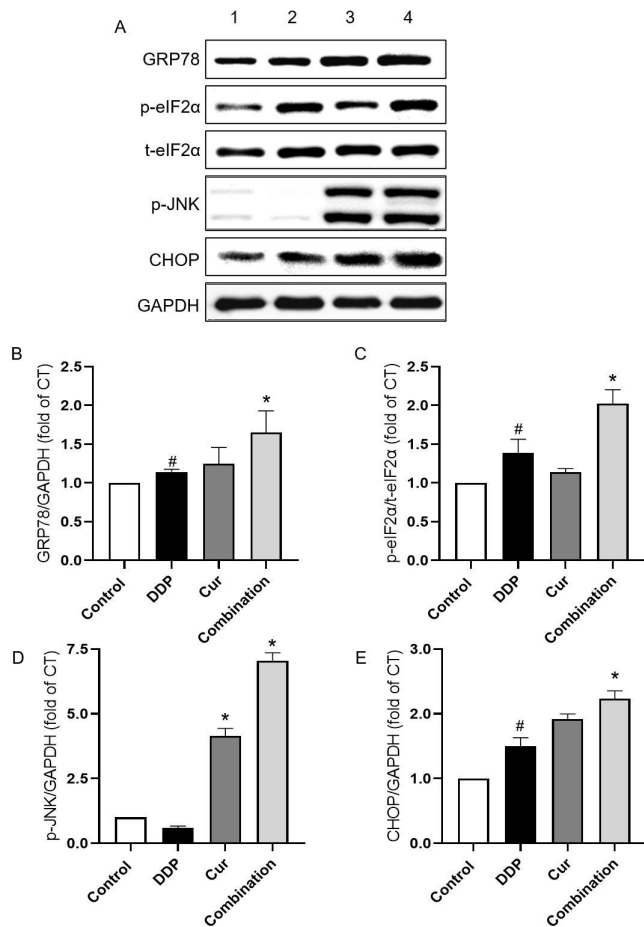 A
1 2 3 4
GRP78
p-eIF2α
t-eIF2α
p-JNK
CHOP
GAPDH
B
GRP78/GAPDH (fold of CT)
2.5
2.0
1.5
1.0
0.5
0.0
#
*
Control
DDP
Cur
Combination
C
p-eIF2α/t-eIF2α (fold of CT)
2.5
2.0
1.5
1.0
0.5
0.0
#
*
Control
DDP
Cur
Combination
D
p-JNK/GAPDH (fold of CT)
7.5
5.0
2.5
0.0
*
*
Control
DDP
Cur
Combination
E
CHOP/GAPDH (fold of CT)
3.0
2.0
1.0
0.0
#
*
Control
DDP
Cur
Combination